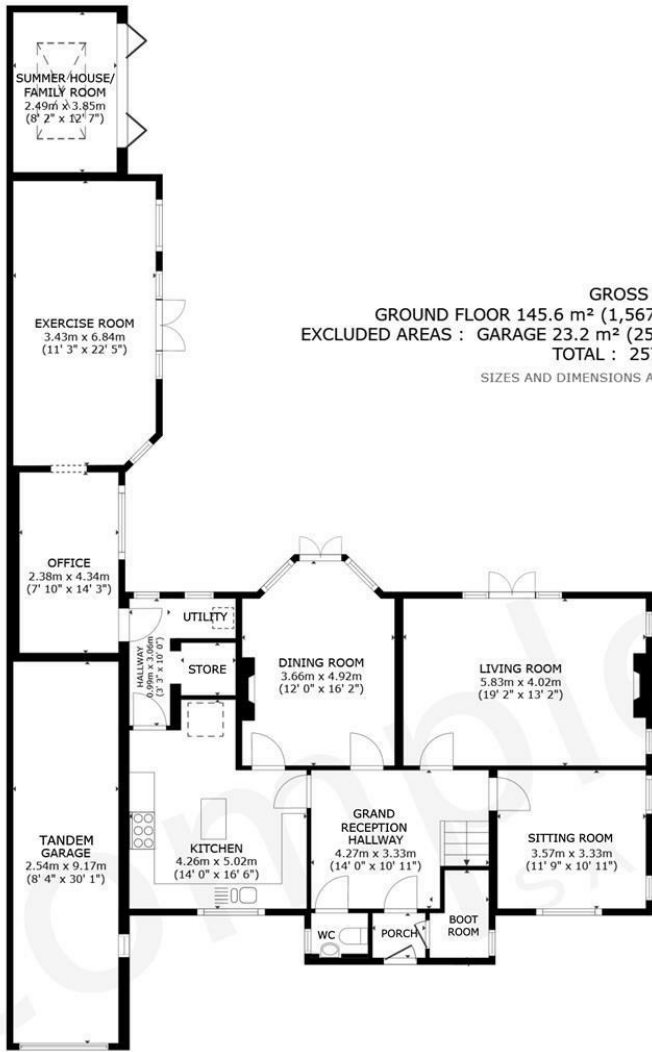 SUMMER HOUSE/
FAMILY ROOM
2.49m x 3.85m
(8' 2" x 12' 7")
EXERCISE ROOM
3.43m x 6.84m
(11' 3" x 22' 5")
GROSS
GROUND FLOOR 145.6 m² (1,567
EXCLUDED AREAS : GARAGE 23.2 m² (25
TOTAL : 25
SIZES AND DIMENSIONS A
OFFICE
2.38m x 4.34m
(7' 10" x 14' 3")
UTILITY
HALLWAY
0.99m x 3.06m
(3' 3" x 10' 0")
STORE
DINING ROOM
3.66m x 4.92m
(12' 0" x 16' 2")
LIVING ROOM
5.83m x 4.02m
(19' 2" x 13' 2")
TANDEM
GARAGE
2.54m x 9.17m
(8' 4" x 30' 1")
KITCHEN
4.26m x 5.02m
(14' 0" x 16' 6")
GRAND
RECEPTION
HALLWAY
4.27m x 3.33m
(14' 0" x 10' 11")
SITTING ROOM
3.57m x 3.33m
(11' 9" x 10' 11")
WC
PORCH
BOOT
ROOM